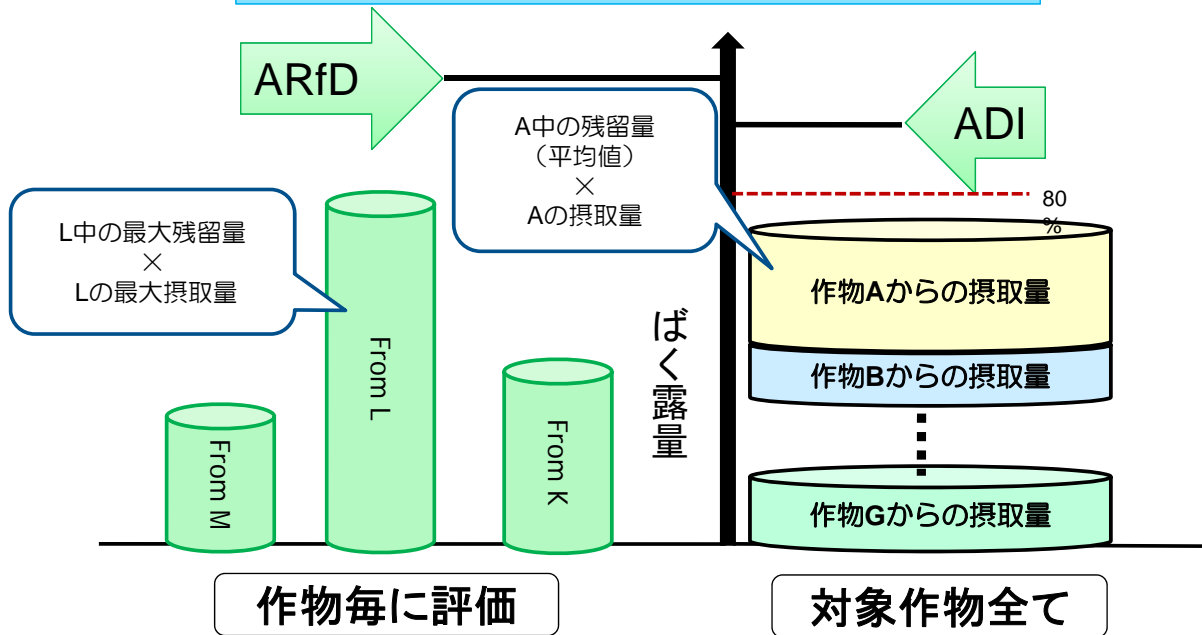 ARfD
ADI
A中の残留量
（平均値）
×
Aの摂取量
80
%
L中の最大残留量
×
Lの最大摂取量
作物Aからの摂取量
作物Bからの摂取量
作物Gからの摂取量
From M
From L
From K
ばく露量
作物毎に評価
対象作物全て